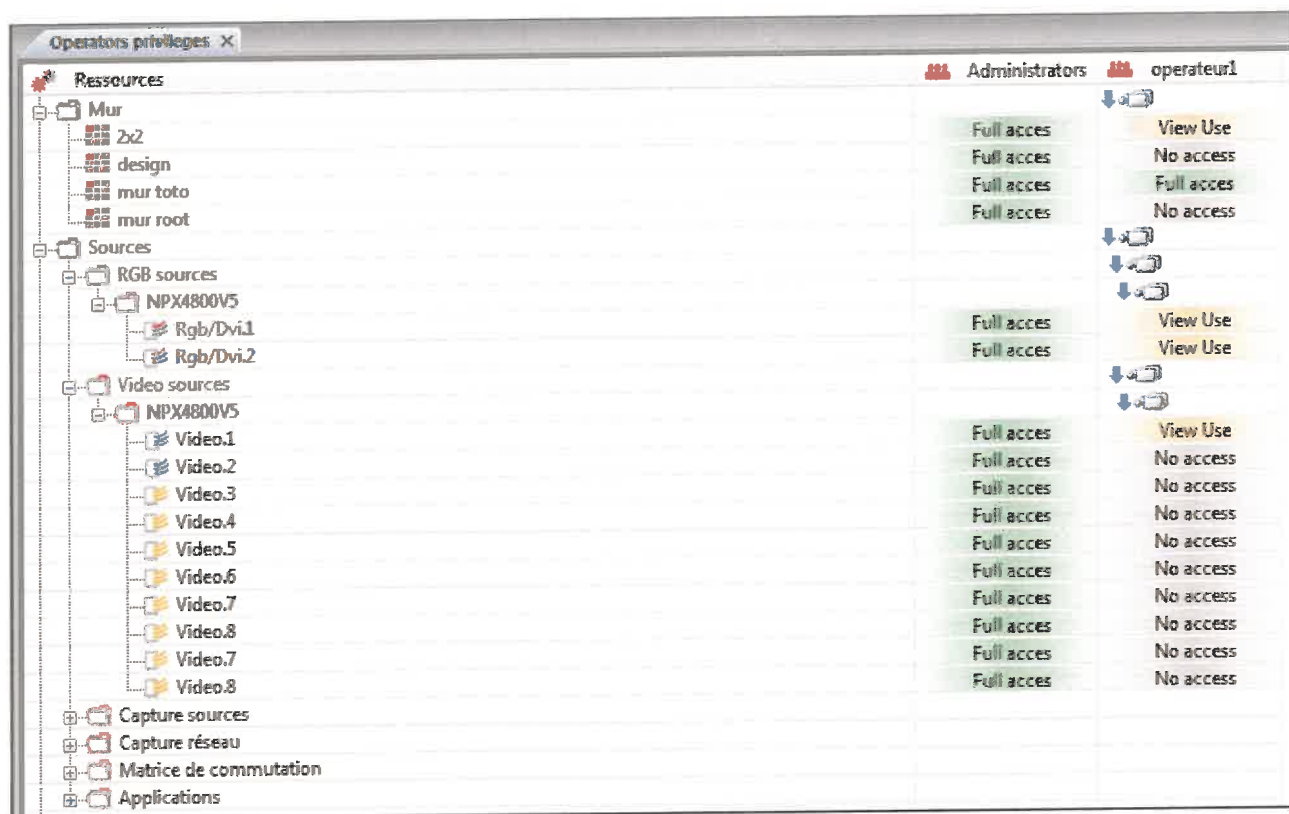 Operators privileges X
Ressources Administrators operateur1
Mur
2x2 Full acces View Use
design Full acces No access
mur toto Full acces Full acces
mur root Full acces No access
Sources
RGB sources
NPX4800V5
Rgb/Dvi.1 Full acces View Use
Rgb/Dvi.2 Full acces View Use
Video sources
NPX4800V5
Video.1 Full acces View Use
Video.2 Full acces No access
Video.3 Full acces No access
Video.4 Full acces No access
Video.5 Full acces No access
Video.6 Full acces No access
Video.7 Full acces No access
Video.8 Full acces No access
Video.7 Full acces No access
Video.8 Full acces No access
Capture sources
Capture réseau
Matrice de commutation
Applications